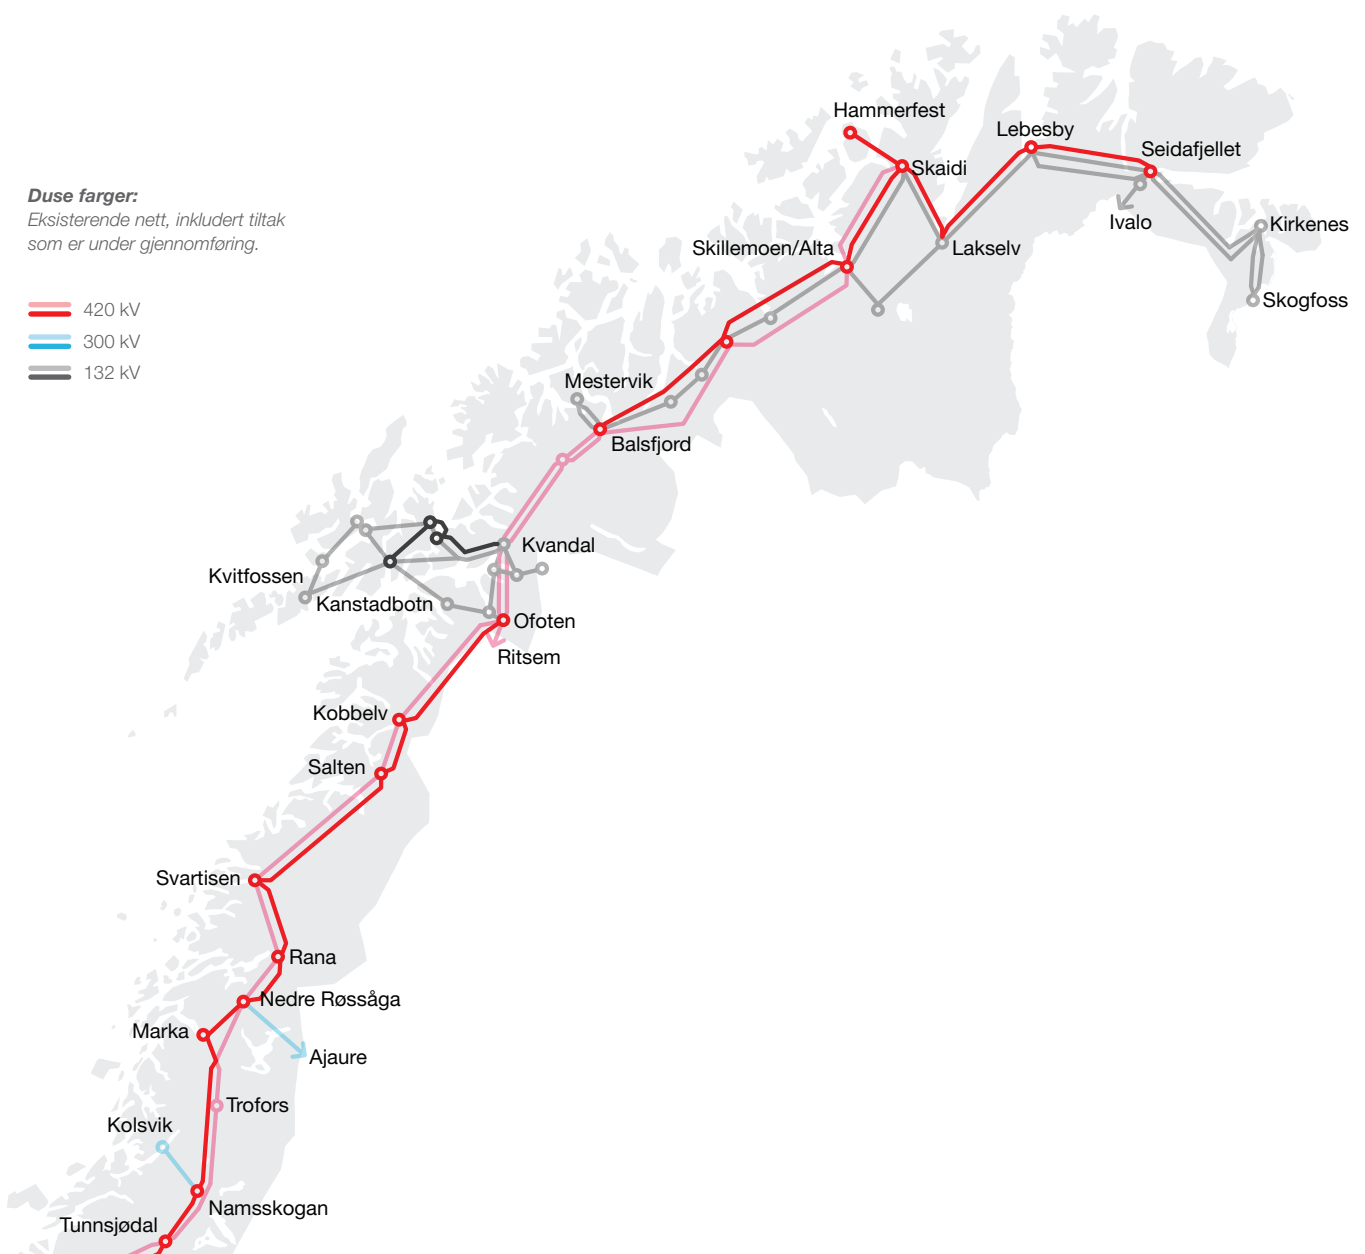 Hammerfest
Lebesby
Seidafjellet
Skaidi
Duse farger:
Eksisterende nett, inkludert tiltak
som er under gjennomføring.
Ivalo
Kirkenes
Skillemoen/Alta
Lakselv
Skogfoss
420 kV
300 kV
132 kV
Mestervik
Balsfjord
Kvandal
Kvitfossen
Kanstadbotn
Ofoten
Ritsem
Kobbelv
Salten
Svartisen
Rana
Nedre Røssåga
Marka
Ajaure
Trofors
Kolsvik
Namsskogan
Tunnsjødal